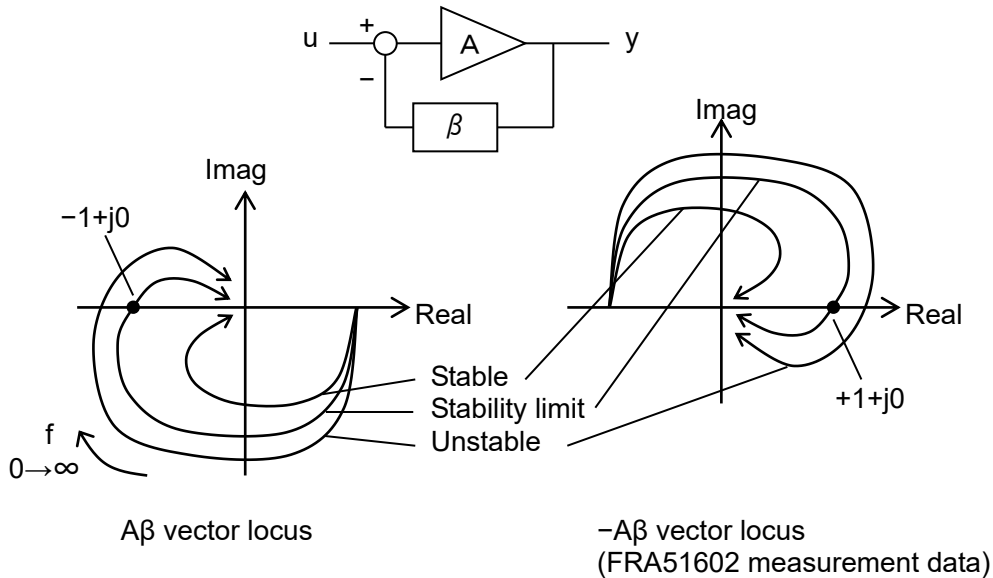 +
u
A
y
−
β
Imag
−1+j0
Real
Imag
Real
+1+j0
Stable
Stability limit
Unstable
f
0→∞
Aβ vector locus
−Aβ vector locus
(FRA51602 measurement data)